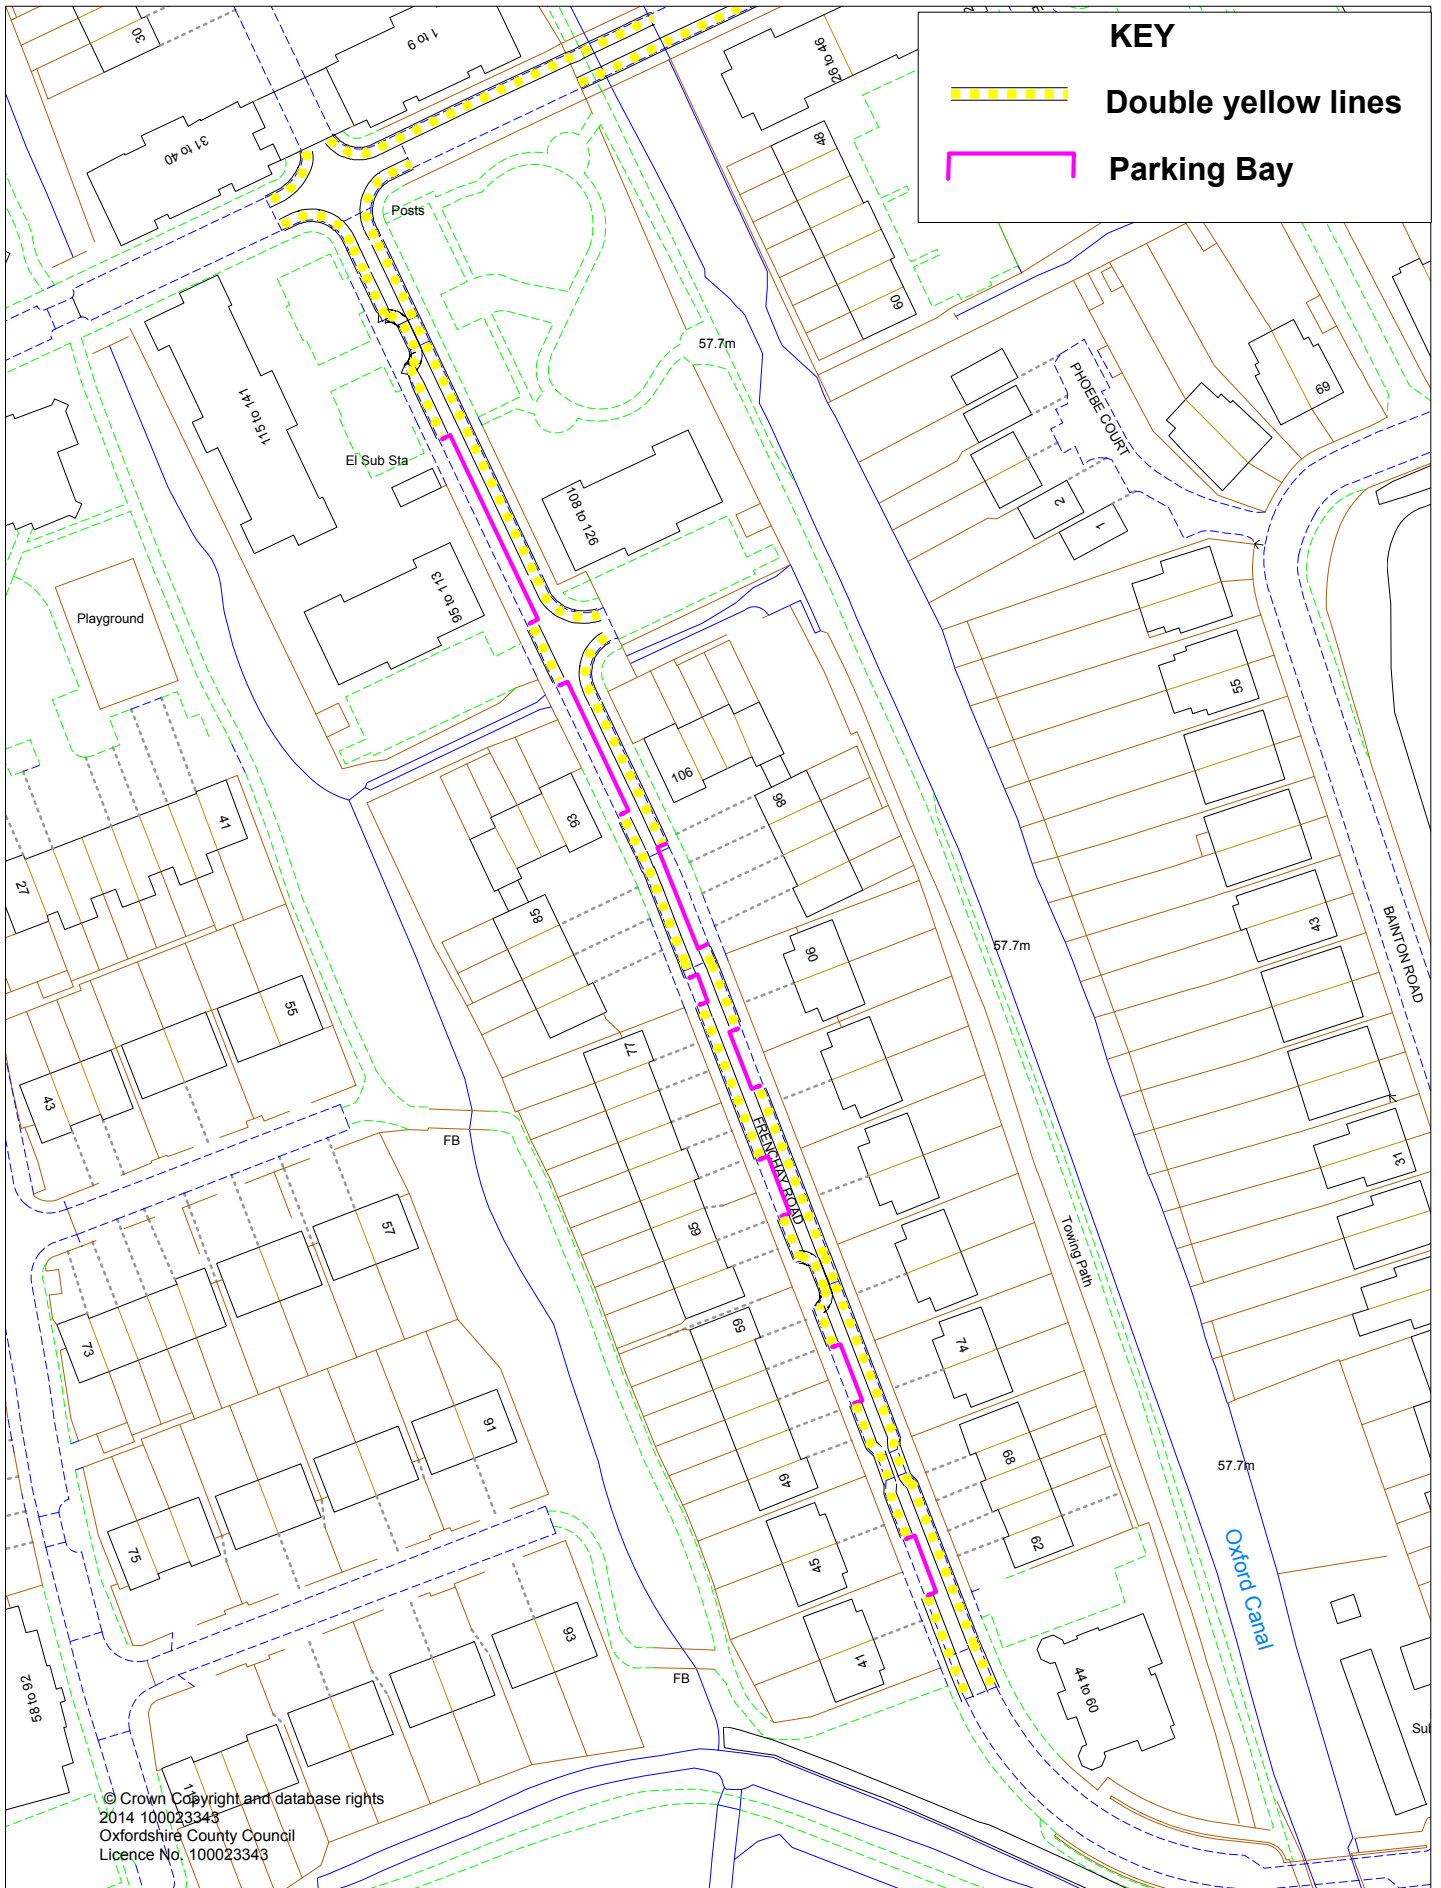 KEY
Double yellow lines
Parking Bay
30
1 to 9
26 to 46
31 to 40
48
Posts
60
57.7m
PHOEBE COURT
69
115 to 141
El Sub Sta
108 to 126
2
1
95 to 113
Playground
55
106
98
93
41
27
85
90
43
57.7m
BAINTON ROAD
55
77
43
FRENCHAY ROAD
FB
31
65
57
Towing Path
59
73
74
91
68
57.7m
49
75
62
45
Oxford Canal
93
41
FB
44 to 60
58 to 92
Sub
© Crown Copyright and database rights
2014 100023343
Oxfordshire County Council
Licence No. 100023343